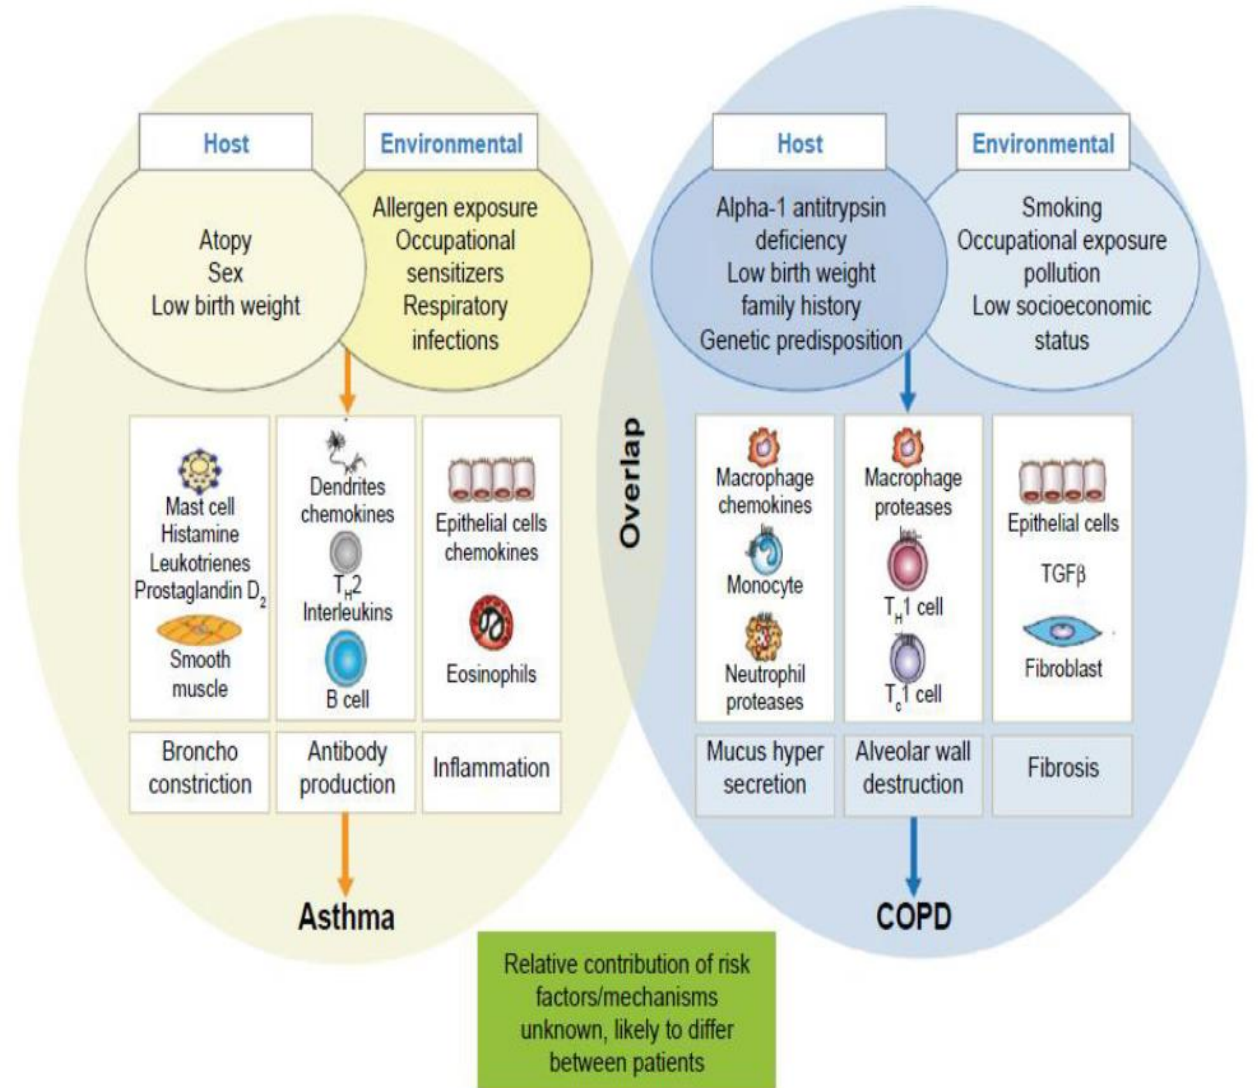 Host
Environmental
Atopy
Sex
Low birth weight
Allergen exposure
Occupational
sensitizers
Respiratory
infections
Mast cell
Histamine
Leukotrienes
Prostaglandin D2
Smooth
muscle
Broncho
constriction
Dendrites
chemokines
TH2
Interleukins
B cell
Antibody
production
Epithelial cells
chemokines
Eosinophils
Inflammation
Asthma
Overlap
Host
Environmental
Alpha-1 antitrypsin
deficiency
Low birth weight
family history
Genetic predisposition
Smoking
Occupational exposure
pollution
Low socioeconomic
status
Macrophage
chemokines
Monocyte
Neutrophil
proteases
Mucus hyper
secretion
Macrophage
proteases
TH1 cell
Tc1 cell
Alveolar wall
destruction
Epithelial cells
TGFβ
Fibroblast
Fibrosis
COPD
Relative contribution of risk
factors/mechanisms
unknown, likely to differ
between patients